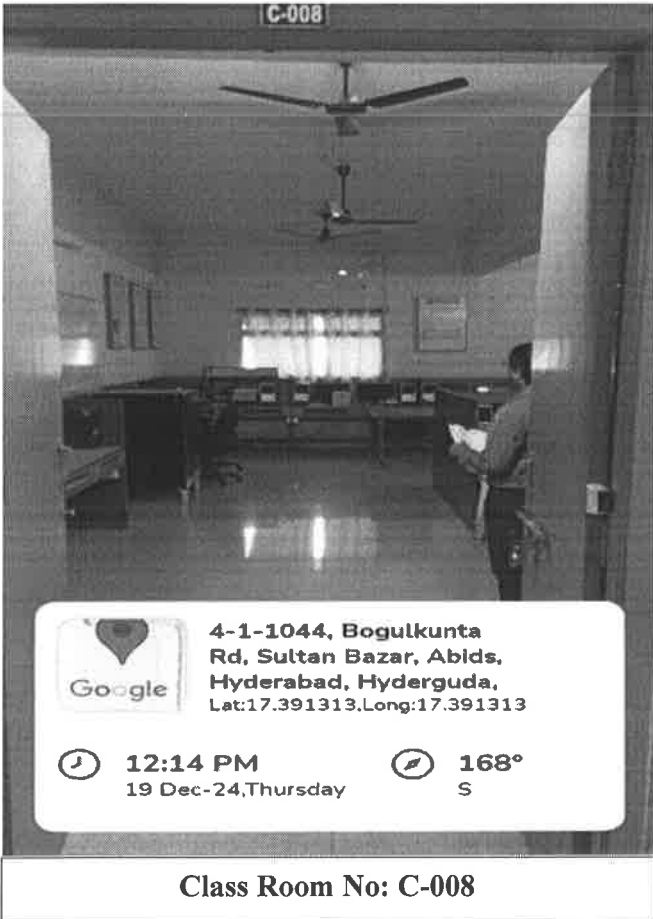 C-008
4-1-1044, Bogulkunta
Rd, Sultan Bazar, Abids,
Hyderabad, Hyderguda,
Lat:17.391313,Long:17.391313
Google
12:14 PM
19 Dec-24,Thursday
168°
S
Class Room No: C-008